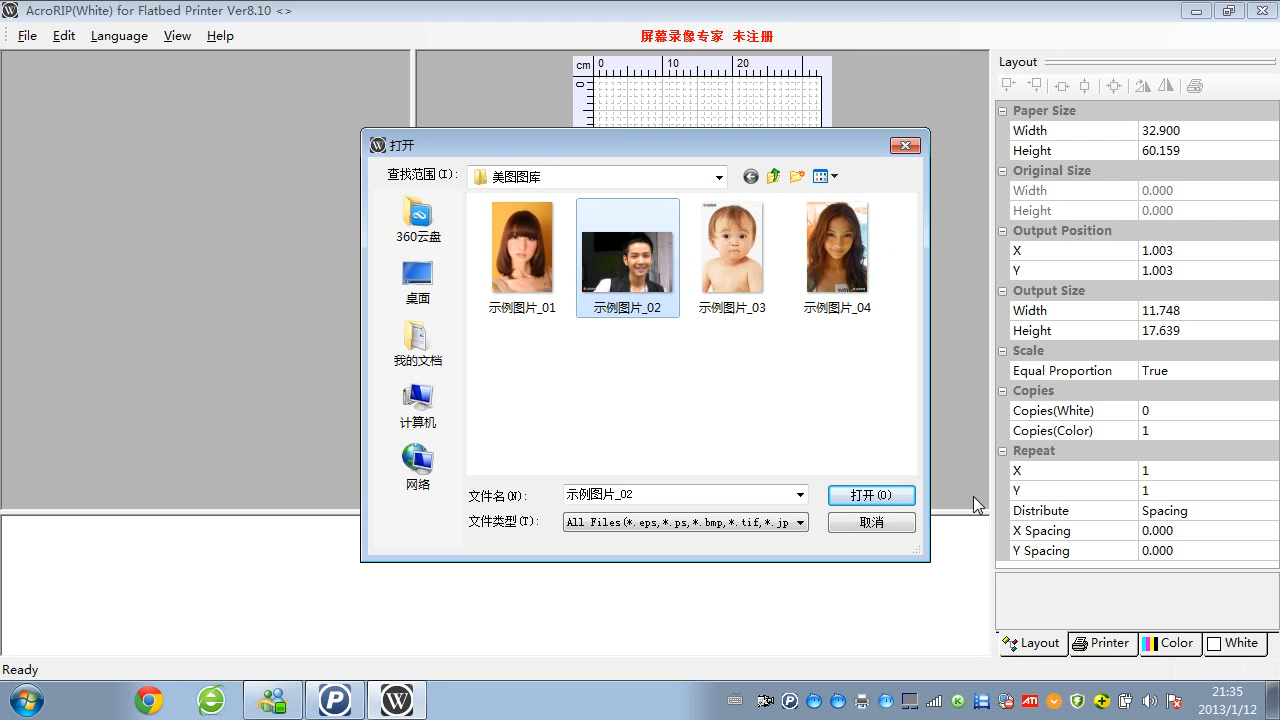 AcroRIP(White) for Flatbed Printer Ver8.10 <>
File Edit Language View Help
屏幕录像专家 未注册
cm 0 10 20
0
打开
查找范围(I):
美图图库
360云盘
桌面
我的文档
计算机
网络
示例图片_01
示例图片_02
示例图片_03
示例图片_04
文件名(N):
示例图片_02
打开(O)
文件类型(T):
All Files(*.eps,*.ps,*.bmp,*.tif,*.jp
取消
Layout
Paper Size
Width 32.900
Height 60.159
Original Size
Width 0.000
Height 0.000
Output Position
X 1.003
Y 1.003
Output Size
Width 11.748
Height 17.639
Scale
Equal Proportion True
Copies
Copies(White) 0
Copies(Color) 1
Repeat
X 1
Y 1
Distribute Spacing
X Spacing 0.000
Y Spacing 0.000
Layout Printer Color White
Ready
ATI
21:35
2013/1/12